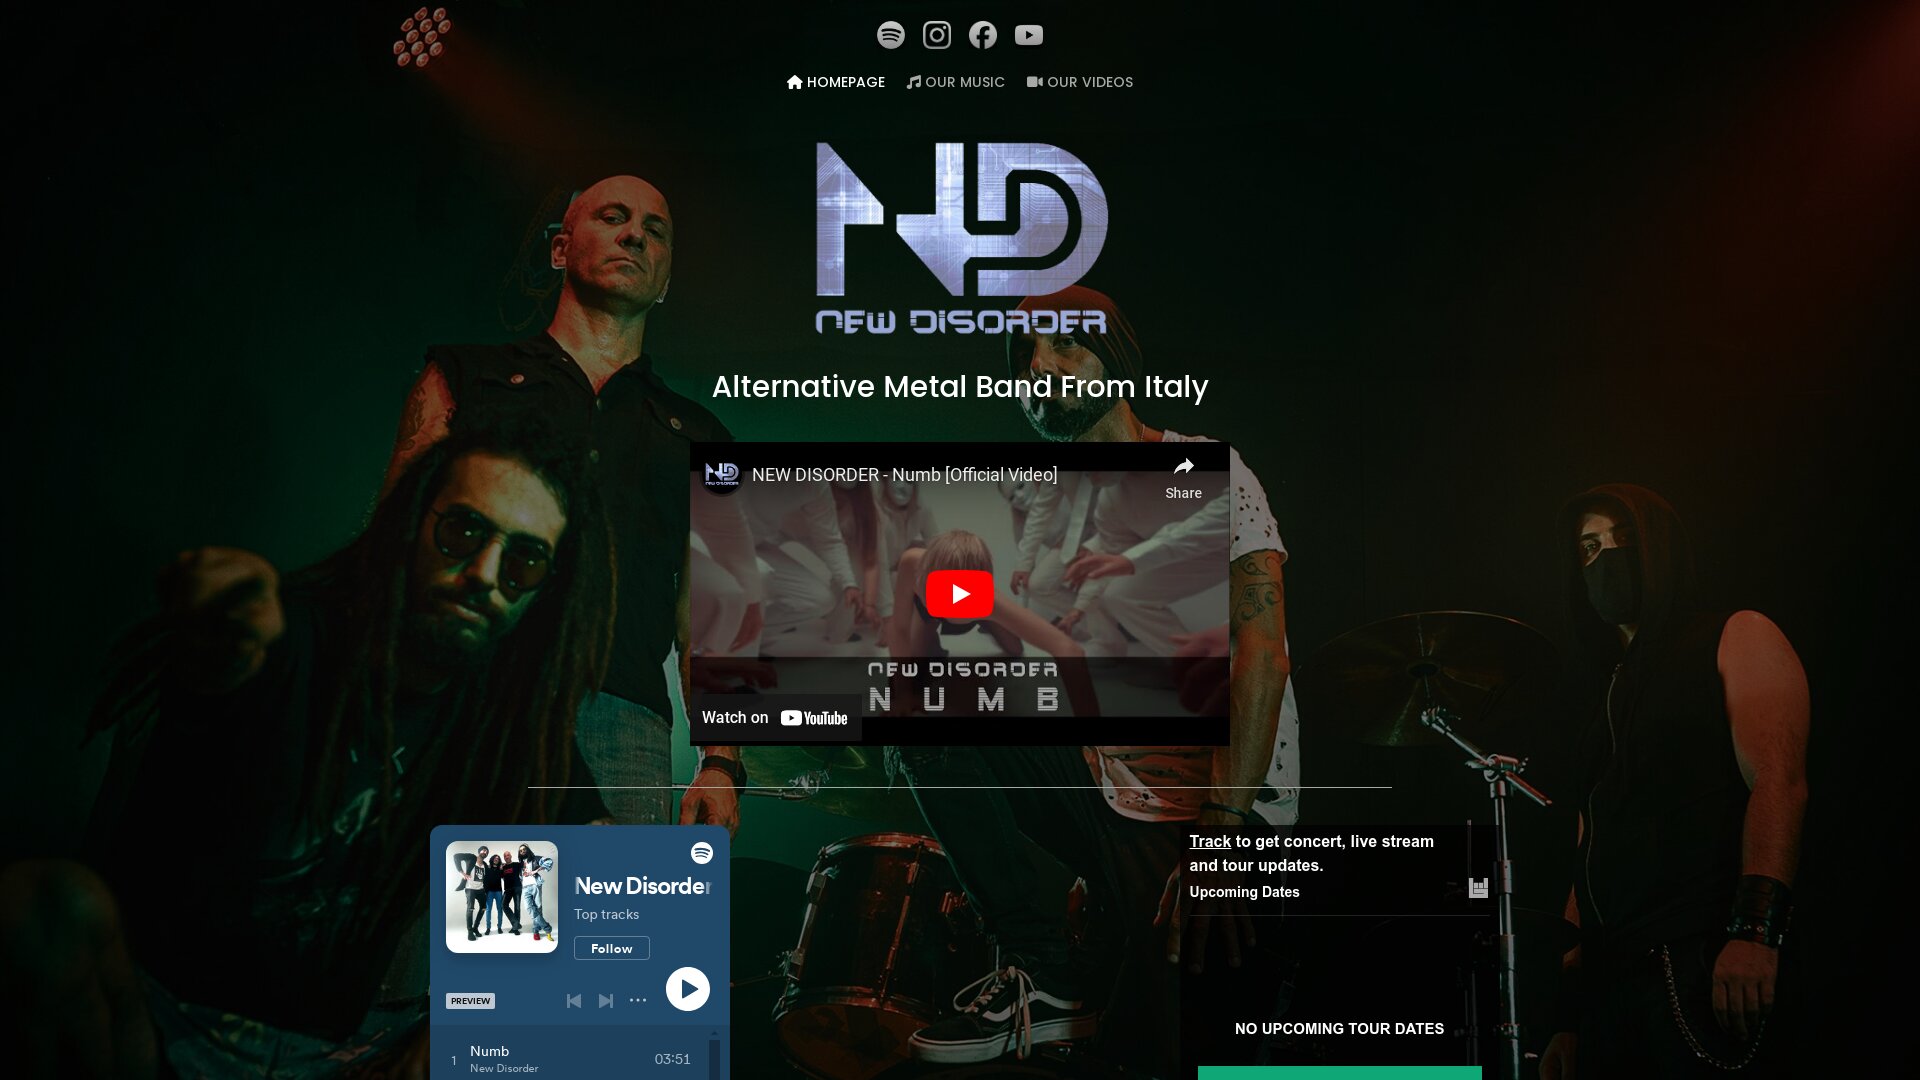 HOMEPAGE OUR MUSIC OUR VIDEOS
ND
NEW DISORDER
Alternative Metal Band From Italy
NEW DISORDER - Numb [Official Video]
Share
NEW DISORDER
NUMB
Watch on YouTube
New Disorder
Top tracks
Follow
PREVIEW
1 Numb 03:51
New Disorder
Track to get concert, live stream
and tour updates.
Upcoming Dates
NO UPCOMING TOUR DATES